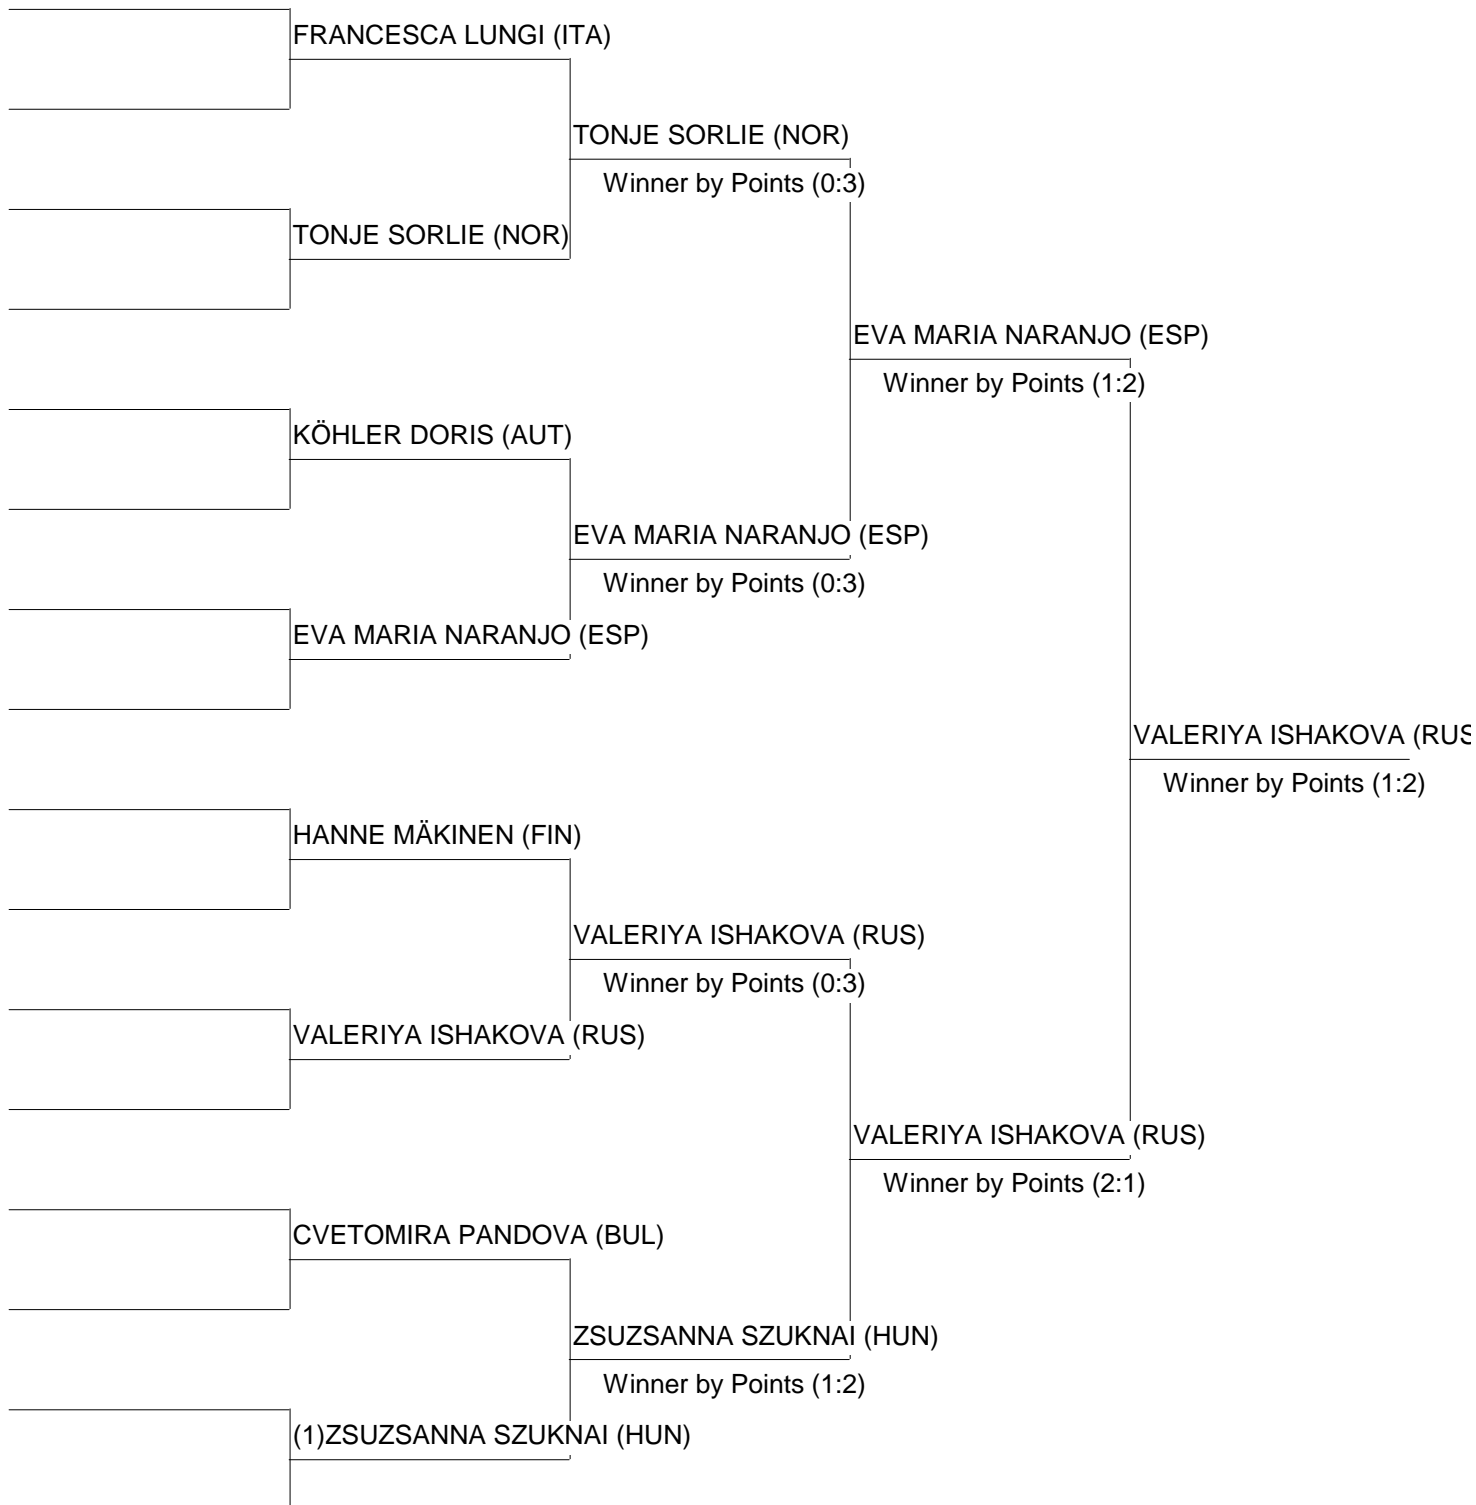 FRANCESCA LUNGI (ITA)
TONJE SORLIE (NOR)
Winner by Points (0:3)
TONJE SORLIE (NOR)
EVA MARIA NARANJO (ESP)
Winner by Points (1:2)
KÖHLER DORIS (AUT)
EVA MARIA NARANJO (ESP)
Winner by Points (0:3)
EVA MARIA NARANJO (ESP)
VALERIYA ISHAKOVA (RUS
Winner by Points (1:2)
HANNE MÄKINEN (FIN)
VALERIYA ISHAKOVA (RUS)
Winner by Points (0:3)
VALERIYA ISHAKOVA (RUS)
VALERIYA ISHAKOVA (RUS)
Winner by Points (2:1)
CVETOMIRA PANDOVA (BUL)
ZSUZSANNA SZUKNAI (HUN)
Winner by Points (1:2)
(1)ZSUZSANNA SZUKNAI (HUN)